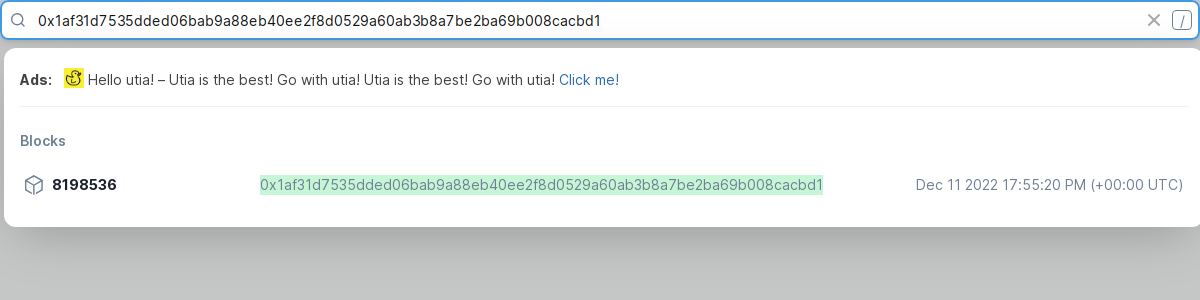 0x1af31d7535dded06bab9a88eb40ee2f8d0529a60ab3b8a7be2ba69b008cacbd1 /
Ads: Hello utia! – Utia is the best! Go with utia! Utia is the best! Go with utia! Click me!
Blocks
8198536 0x1af31d7535dded06bab9a88eb40ee2f8d0529a60ab3b8a7be2ba69b008cacbd1 Dec 11 2022 17:55:20 PM (+00:00 UTC)